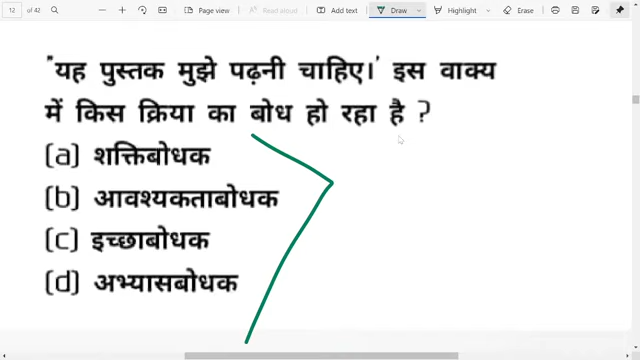 12 of 42
Page view
Read aloud
Add text
Draw
Highlight
Erase
"यह पुस्तक मुझे पढ़नी चाहिए।' इस वाक्य
में किस क्रिया का बोध हो रहा है ?
(a) शक्तिबोधक
(b) आवश्यकताबोधक
(c) इच्छाबोधक
(d) अभ्यासबोधक